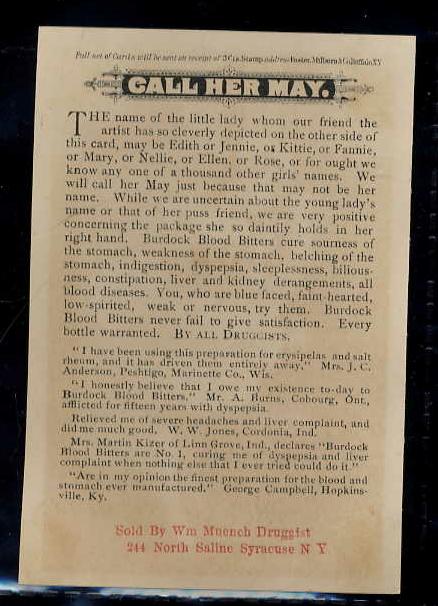 Full set of Cards will be sent on receipt of 3 Ct. Stamp address Foster, Milburn & Co Buffalo NY
CALL HER MAY.
THE name of the little lady whom our friend the
artist has so cleverly depicted on the other side of
this card, may be Edith or Jennie, or Kittie, or Fannie,
or Mary, or Nellie, or Ellen, or Rose, or for ought we
know any one of a thousand other girls' names. We
will call her May just because that may not be her
name. While we are uncertain about the young lady's
name or that of her puss friend, we are very positive
concerning the package she so daintily holds in her
right hand. Burdock Blood Bitters cure sourness of
the stomach, weakness of the stomach, belching of the
stomach, indigestion, dyspepsia, sleeplessness, bilious-
ness, constipation, liver and kidney derangements, all
blood diseases. You, who are blue faced, faint-hearted,
low-spirited, weak or nervous, try them. Burdock
Blood Bitters never fail to give satisfaction. Every
bottle warranted. BY ALL DRUGGISTS.
"I have been using this preparation for erysipelas and salt
rheum, and it has driven them entirely away." Mrs. J. C.
Anderson, Peshtigo, Marinette Co., Wis.
"I honestly believe that I owe my existence to-day to
Burdock Blood Bitters." Mr. A. Burns, Cobourg, Ont.,
afflicted for fifteen years with dyspepsia.
Relieved me of severe headaches and liver complaint, and
did me much good. W. W. Jones, Cordonia, Ind.
Mrs. Martin Kizer of Linn Grove, Ind., declares "Burdock
Blood Bitters are No. 1, curing me of dyspepsia and liver
complaint when nothing else that I ever tried could do it."
"Are in my opinion the finest preparation for the blood and
stomach ever manufactured." George Campbell, Hopkins-
ville, Ky.
Sold By Wm Muench Druggist
244 North Saline Syracuse N Y